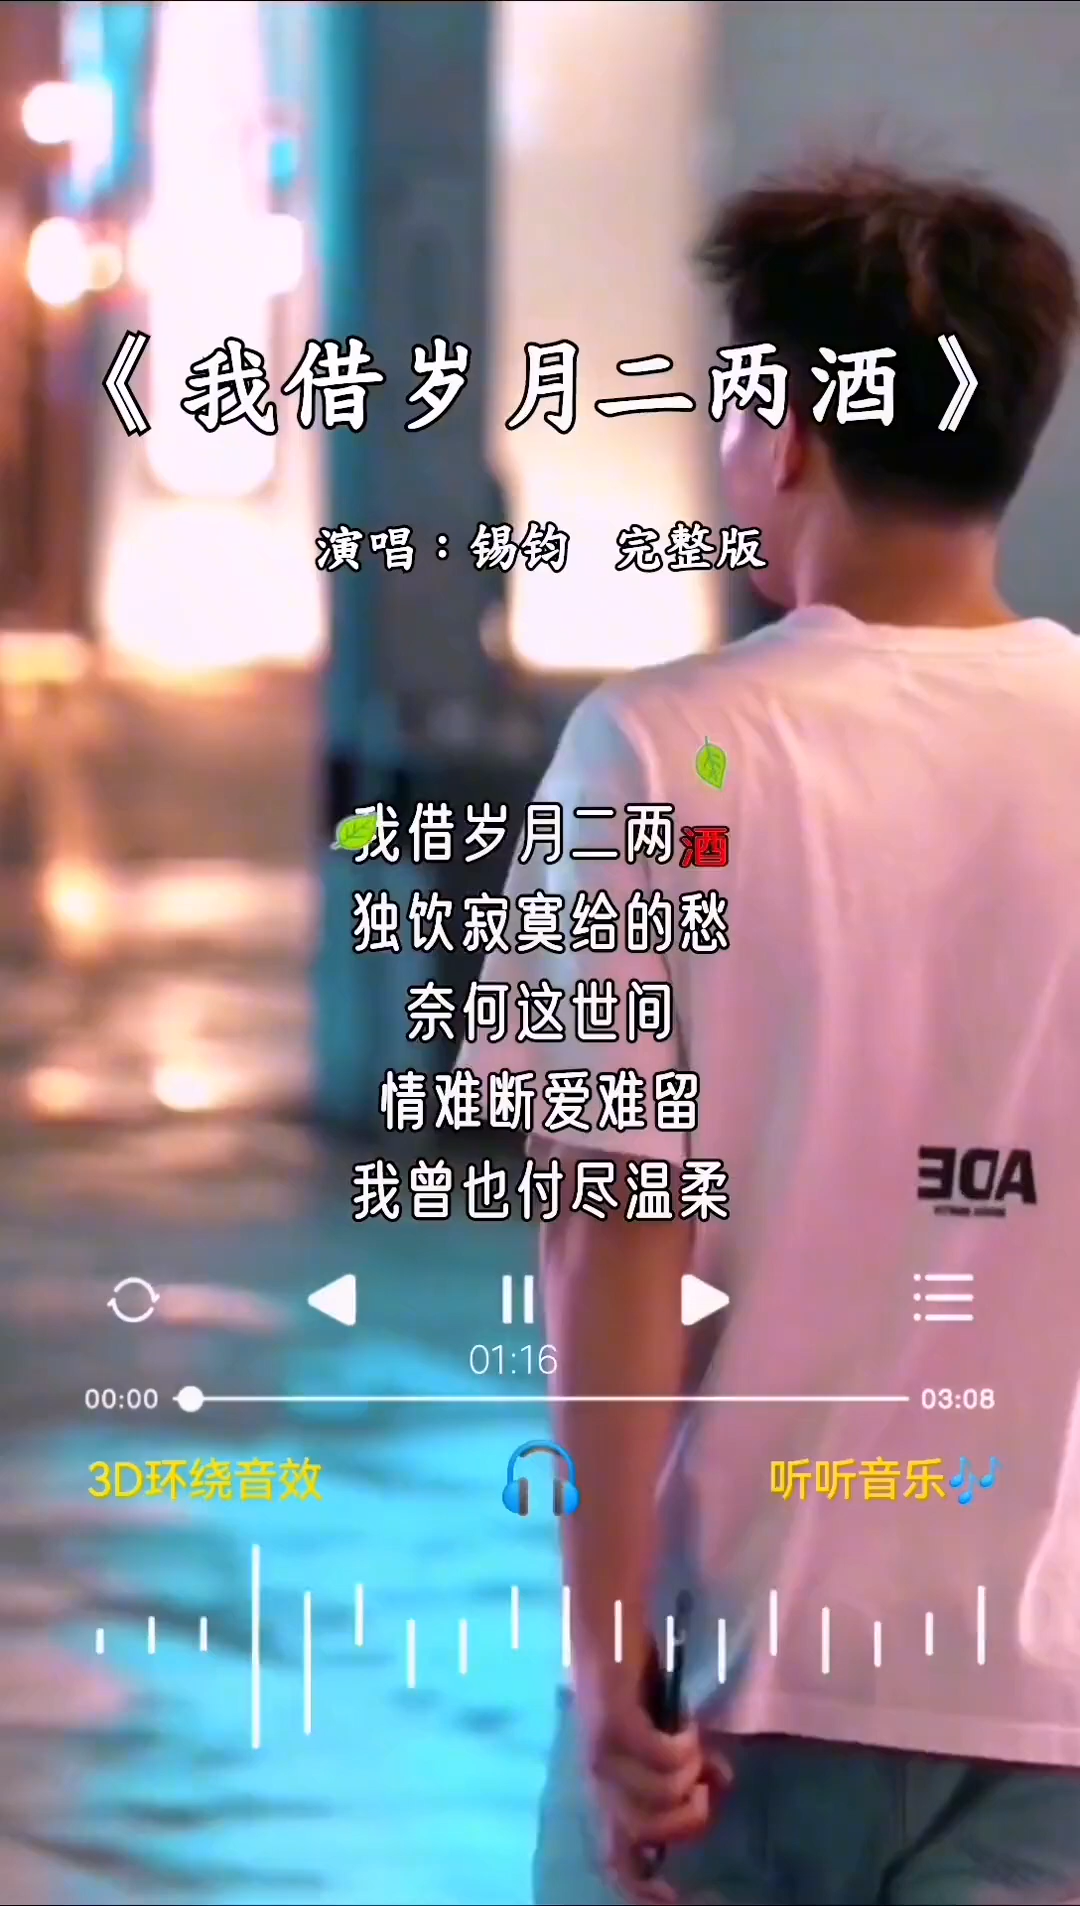 《我借岁月二两酒》
演唱：锡钧 完整版
我借岁月二两酒
独饮寂寞给的愁
奈何这世间
情难断爱难留
我曾也付尽温柔
ADE
01:16
00:00 03:08
3D环绕音效 听听音乐